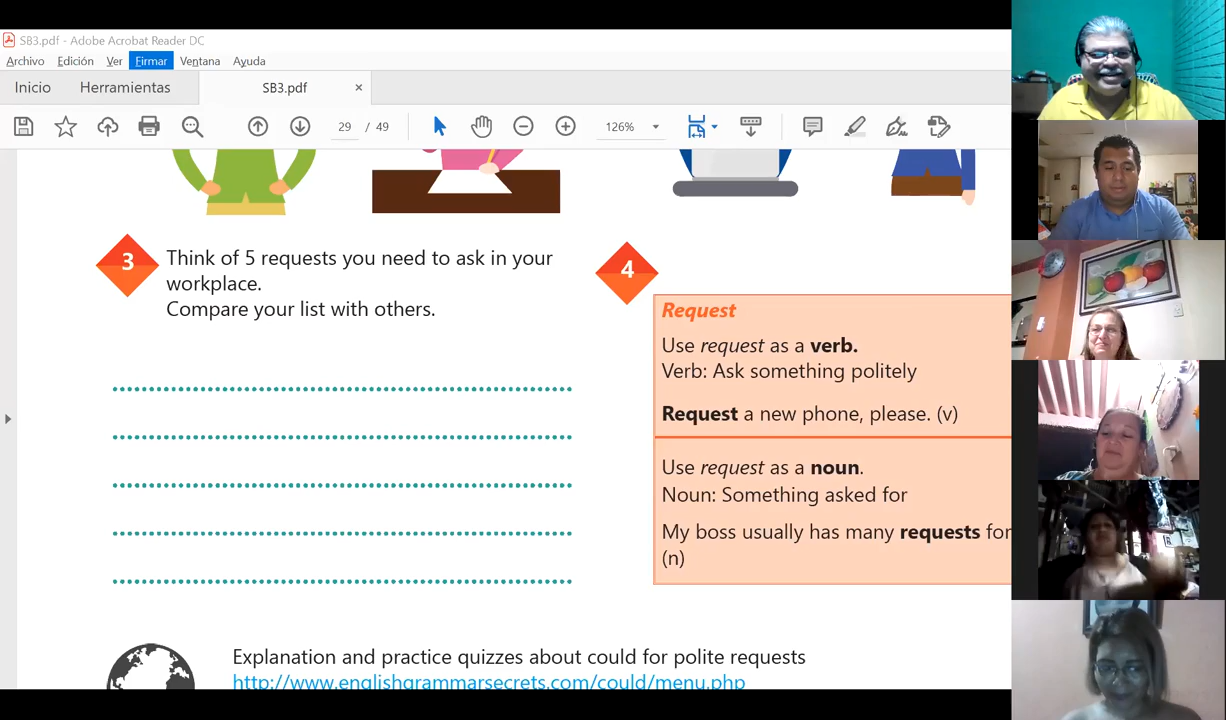 SB3.pdf - Adobe Acrobat Reader DC
Archivo Edición Ver Firmar Ventana Ayuda
Inicio Herramientas SB3.pdf ×
29 / 49 126%
3 Think of 5 requests you need to ask in your
workplace.
Compare your list with others.
4
Request
Use request as a verb.
Verb: Ask something politely
Request a new phone, please. (v)
Use request as a noun.
Noun: Something asked for
My boss usually has many requests for
(n)
Explanation and practice quizzes about could for polite requests
http://www.englishgrammarsecrets.com/could/menu.php